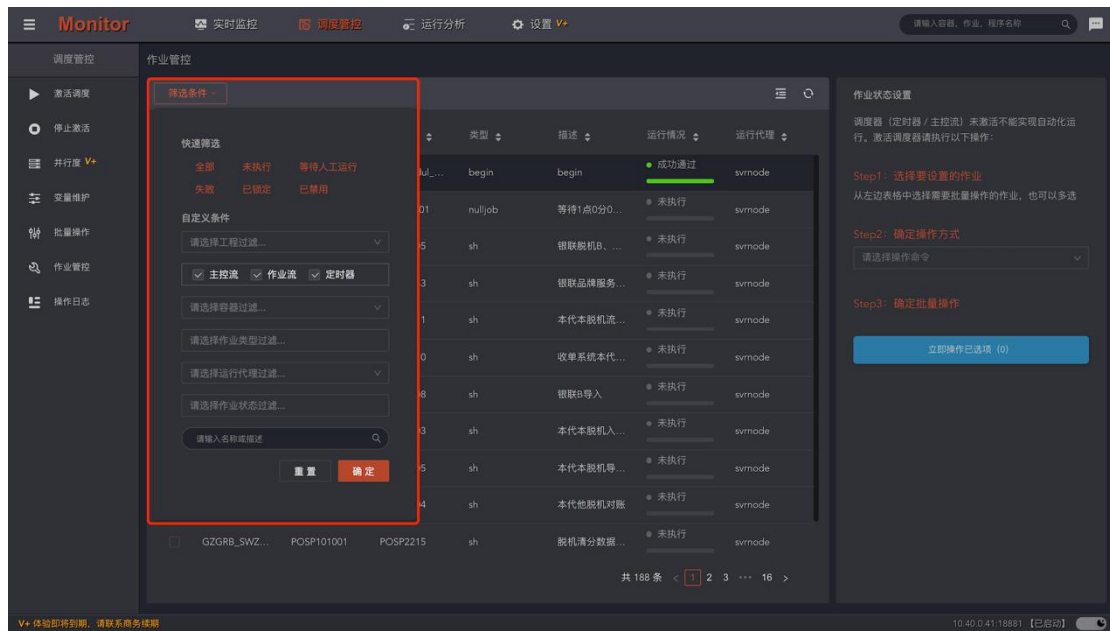 Monitor
实时监控
调度管控
运行分析
设置 V+
请输入容器, 作业, 程序名称
调度管控
激活调度
停止激活
并行度 V+
变量维护
批量操作
作业管控
操作日志
作业管控
筛选条件
快速筛选
全部 未执行 等待人工运行
失败 已锁定 已禁用
自定义条件
请选择工程过滤...
主控流 作业流 定时器
请选择容器过滤...
请选择作业类型过滤...
请选择运行代理过滤...
请选择作业状态过滤...
请输入名称或描述
重置 确定
类型 描述 运行情况 运行代理
begin begin 成功通过 svrnode
01 nulljob 等待1点0分0... 未执行 svrnode
5 sh 银联脱机B、... 未执行 svrnode
3 sh 银联品牌服务... 未执行 svrnode
1 sh 本代本脱机流... 未执行 svrnode
0 sh 收单系统本代... 未执行 svrnode
08 sh 银联B导入 未执行 svrnode
3 sh 本代本脱机入... 未执行 svrnode
5 sh 本代本脱机导... 未执行 svrnode
4 sh 本代他脱机对账 未执行 svrnode
GZGRB_SWZ... POSP101001 POSP2215 sh 脱机清分数据... 未执行 svrnode
共 188 条 < 1 2 3 ••• 16 >
作业状态设置
调度器(定时器 / 主控流)未激活不能实现自动化运
行。激活调度器请执行以下操作:
Step1: 选择要设置的作业
从左边表格中选择需要批量操作的作业, 也可以多选
Step2: 确定操作方式
请选择操作命令
Step3: 确定批量操作
立即操作已选项 (0)
V+ 体验即将到期, 请联系商务续期
10.40.0.41:18881 【已启动】